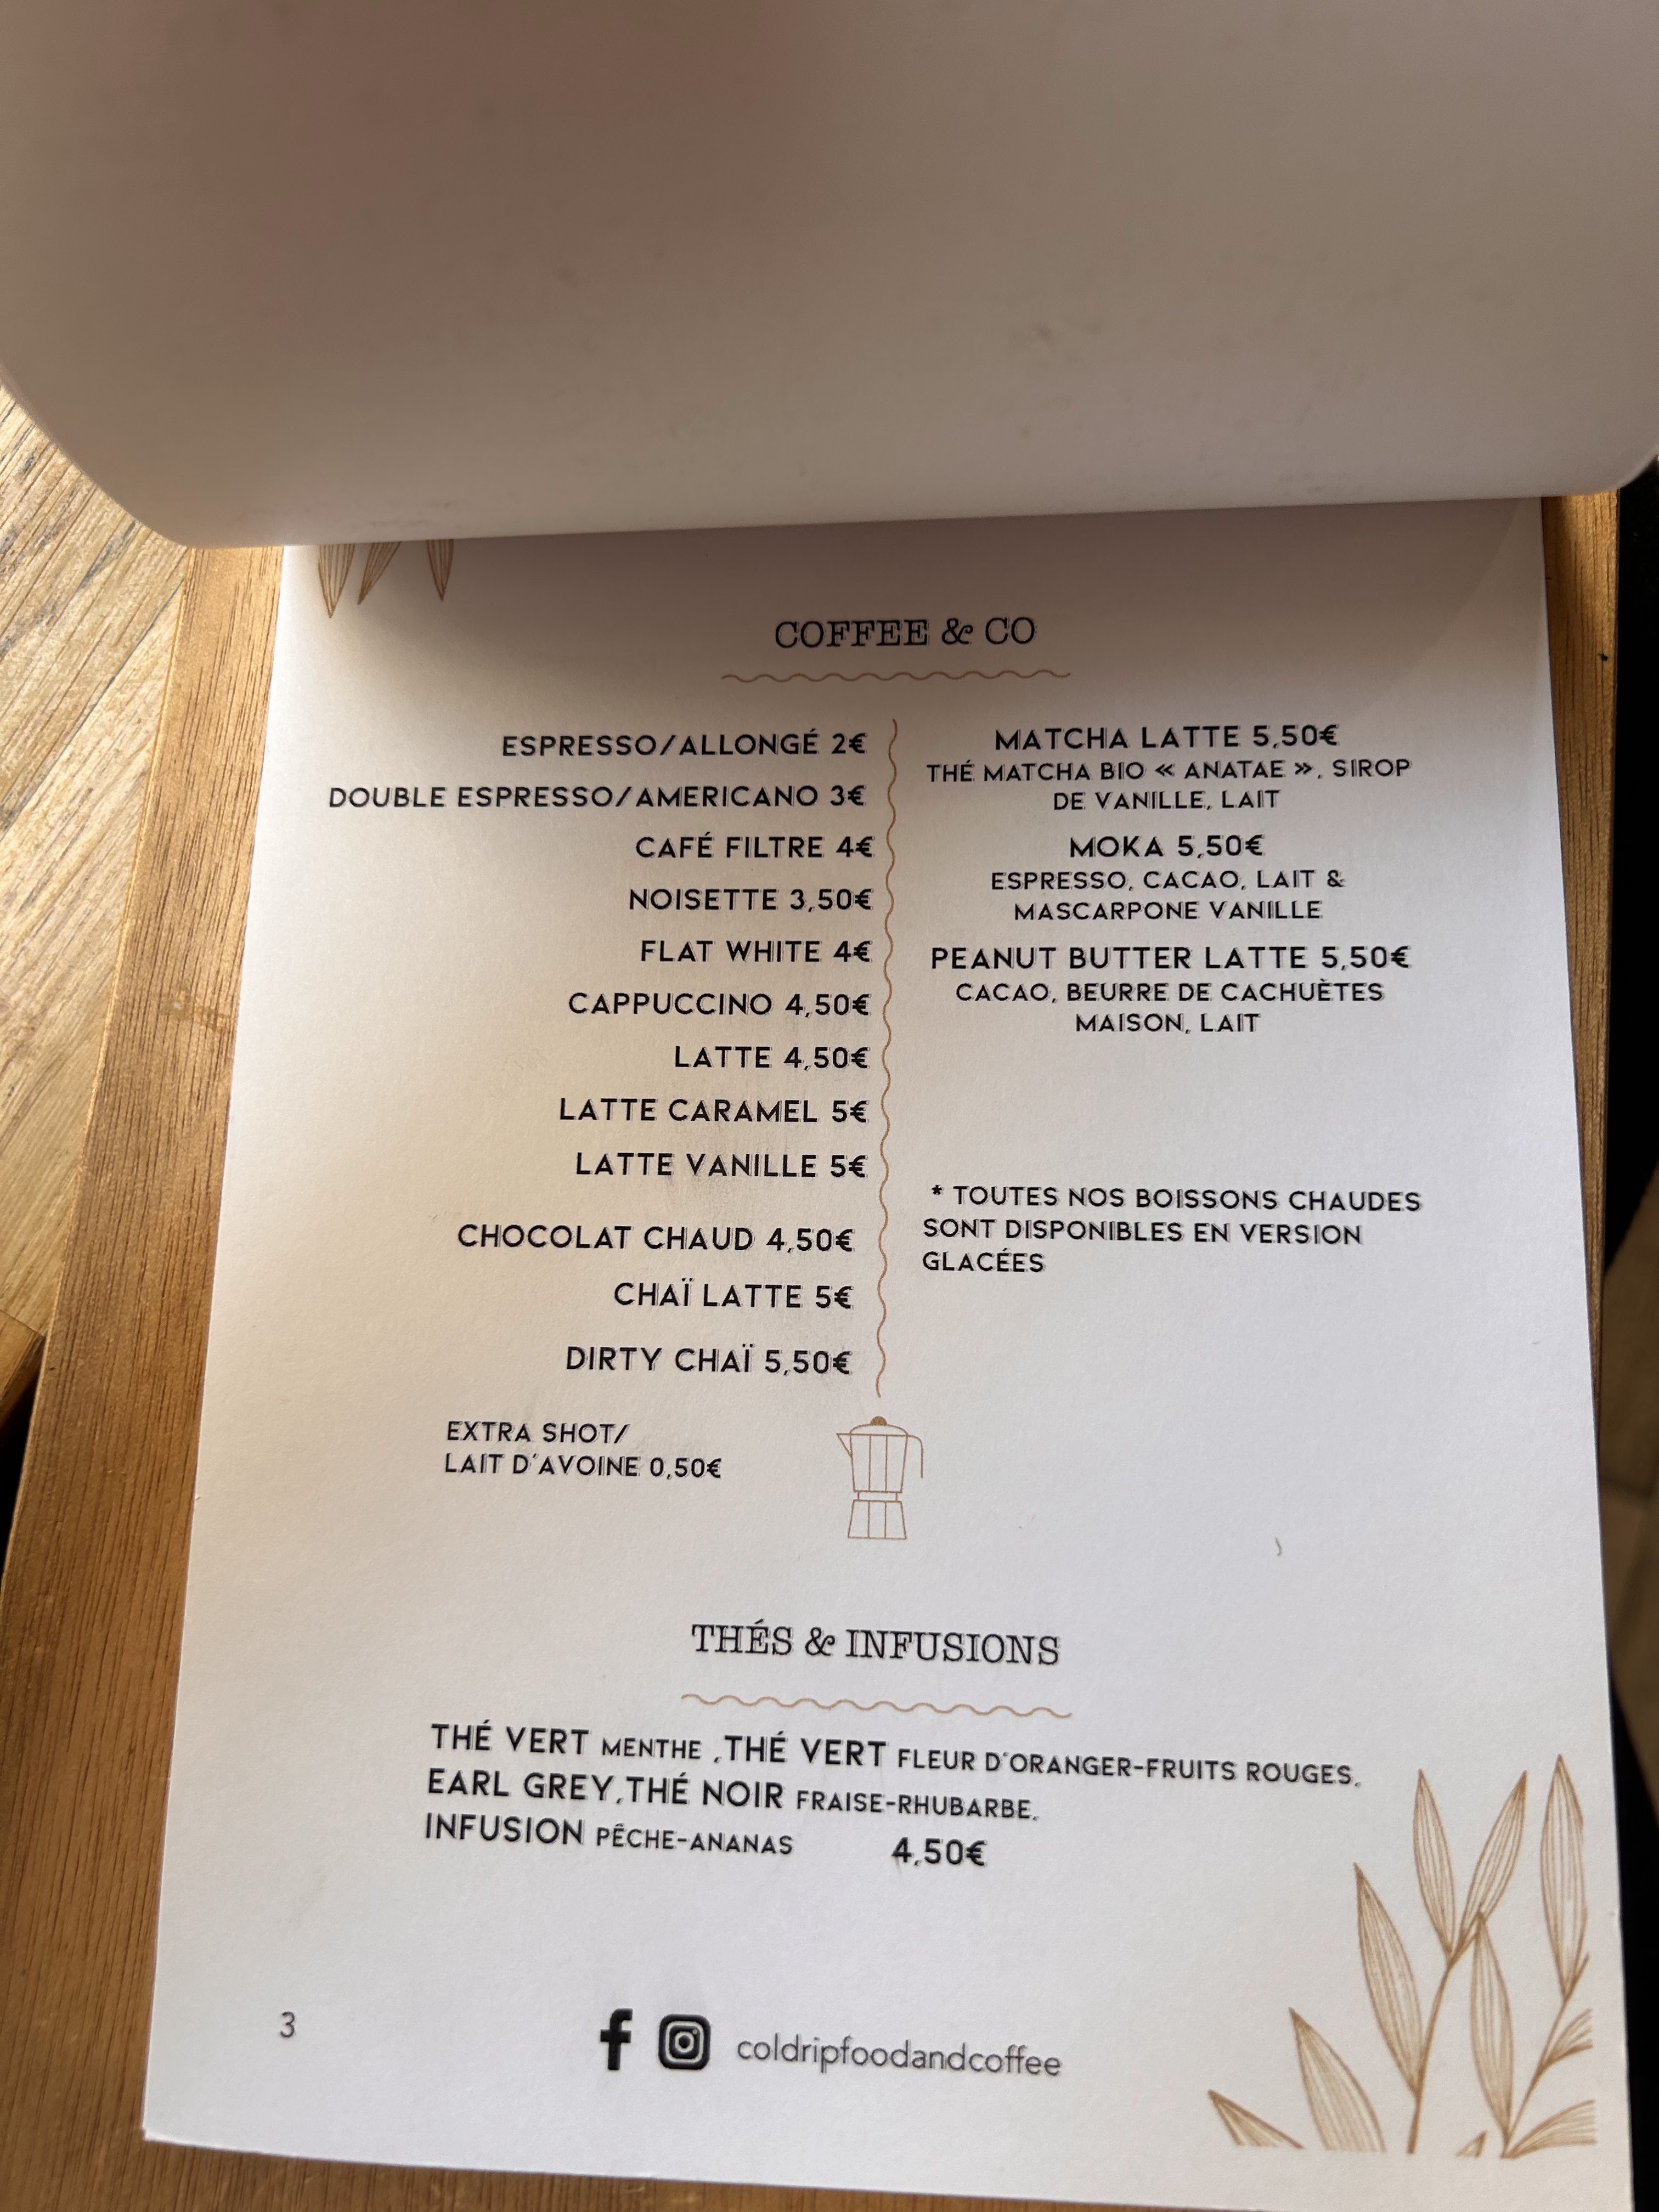 COFFEE & CO
ESPRESSO/ALLONGÉ 2€
DOUBLE ESPRESSO/AMERICANO 3€
CAFÉ FILTRE 4€
NOISETTE 3,50€
FLAT WHITE 4€
CAPPUCCINO 4,50€
LATTE 4,50€
LATTE CARAMEL 5€
LATTE VANILLE 5€
CHOCOLAT CHAUD 4,50€
CHAÏ LATTE 5€
DIRTY CHAÏ 5,50€
EXTRA SHOT/
LAIT D'AVOINE 0,50€
MATCHA LATTE 5,50€
THÉ MATCHA BIO « ANATAE », SIROP
DE VANILLE, LAIT
MOKA 5,50€
ESPRESSO, CACAO, LAIT &
MASCARPONE VANILLE
PEANUT BUTTER LATTE 5,50€
CACAO, BEURRE DE CACHUÈTES
MAISON, LAIT
* TOUTES NOS BOISSONS CHAUDES
SONT DISPONIBLES EN VERSION
GLACÉES
THÉS & INFUSIONS
THÉ VERT MENTHE ,THÉ VERT FLEUR D'ORANGER-FRUITS ROUGES,
EARL GREY,THÉ NOIR FRAISE-RHUBARBE,
INFUSION PÊCHE-ANANAS 4,50€
3
coldripfoodandcoffee